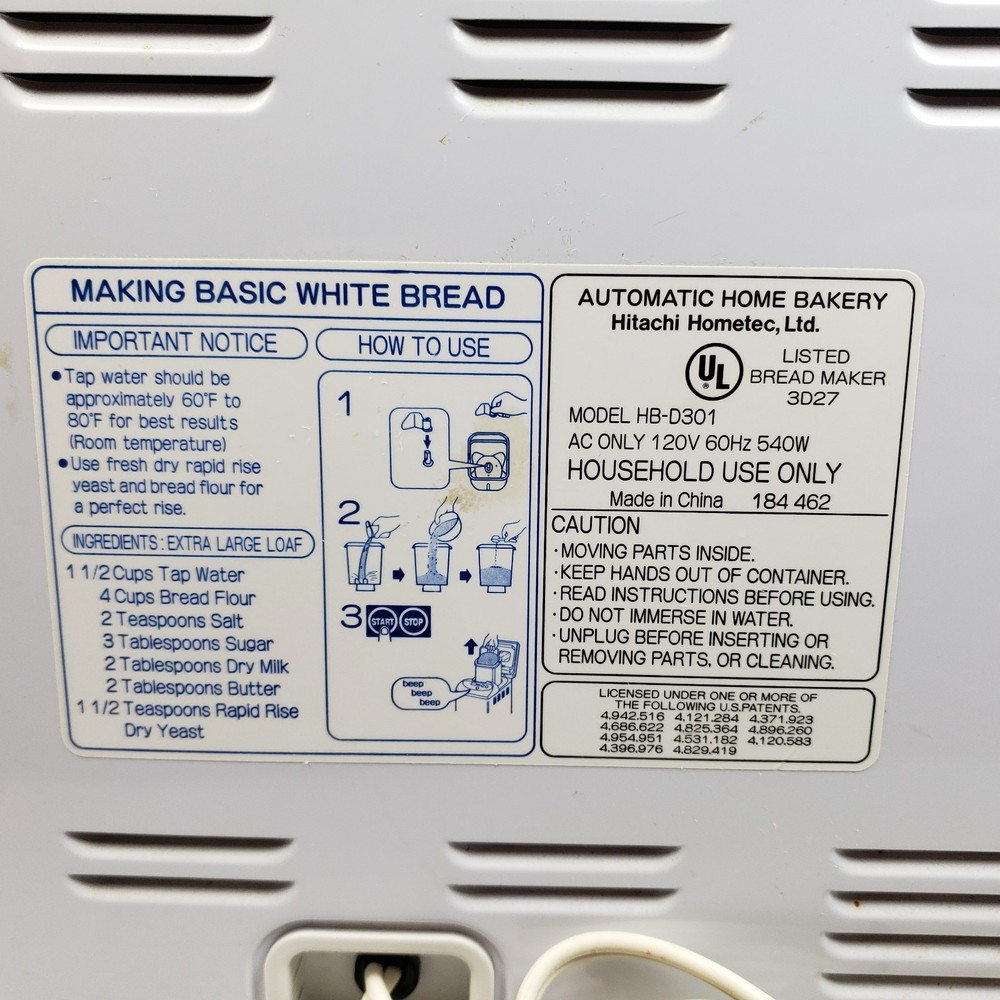 MAKING BASIC WHITE BREAD
IMPORTANT NOTICE
•Tap water should be
approximately 60°F to
80°F for best results
(Room temperature)
•Use fresh dry rapid rise
yeast and bread flour for
a perfect rise.
INGREDIENTS: EXTRA LARGE LOAF
1 1/2 Cups Tap Water
4 Cups Bread Flour
2 Teaspoons Salt
3 Tablespoons Sugar
2 Tablespoons Dry Milk
2 Tablespoons Butter
1 1/2 Teaspoons Rapid Rise
Dry Yeast
HOW TO USE
1
2
3 START STOP
beep
beep
beep
AUTOMATIC HOME BAKERY
Hitachi Hometec, Ltd.
UL ® LISTED
BREAD MAKER
3D27
MODEL HB-D301
AC ONLY 120V 60Hz 540W
HOUSEHOLD USE ONLY
Made in China 184 462
CAUTION
·MOVING PARTS INSIDE.
·KEEP HANDS OUT OF CONTAINER.
·READ INSTRUCTIONS BEFORE USING.
·DO NOT IMMERSE IN WATER.
·UNPLUG BEFORE INSERTING OR
REMOVING PARTS, OR CLEANING.
LICENSED UNDER ONE OR MORE OF
THE FOLLOWING U.S.PATENTS.
4.942.516 4.121.284 4.371.923
4.686.622 4.825.364 4.896.260
4.954.951 4.531.182 4.120.583
4.396.976 4.829.419